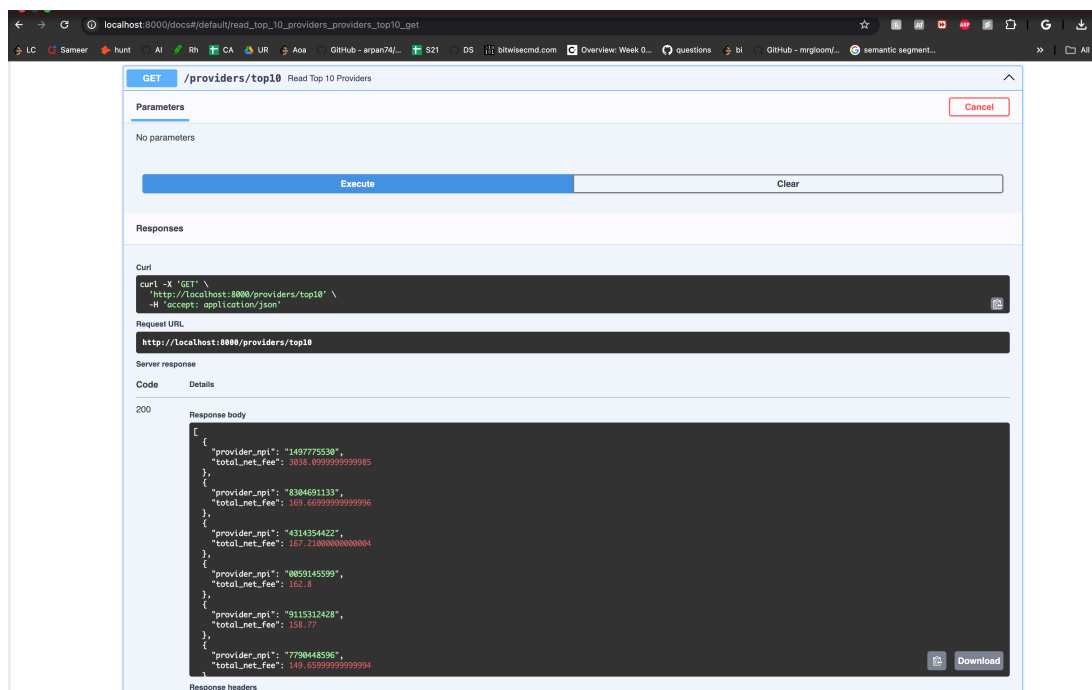 localhost:8000/docs#/default/read_top_10_providers_providers_top10_get
LC Sameer hunt AI Rh CA UR Aoa GitHub - arpan74/... S21 DS bitwisecmd.com Overview: Week 0... questions bi GitHub - mrgloom/... semantic segment... » All
GET /providers/top10 Read Top 10 Providers
Parameters
Cancel
No parameters
Execute
Clear
Responses
Curl
curl -X 'GET' \
'http://localhost:8000/providers/top10' \
-H 'accept: application/json'
Request URL
http://localhost:8000/providers/top10
Server response
Code Details
200
Response body
[
{
"provider_npi": "1497775530",
"total_net_fee": 3038.0999999999985
},
{
"provider_npi": "8304691133",
"total_net_fee": 169.66999999999996
},
{
"provider_npi": "4314354422",
"total_net_fee": 167.21000000000004
},
{
"provider_npi": "0059145599",
"total_net_fee": 162.8
},
{
"provider_npi": "9115312428",
"total_net_fee": 158.77
},
{
"provider_npi": "7790448596",
"total_net_fee": 149.65999999999994
}
Download
Response headers